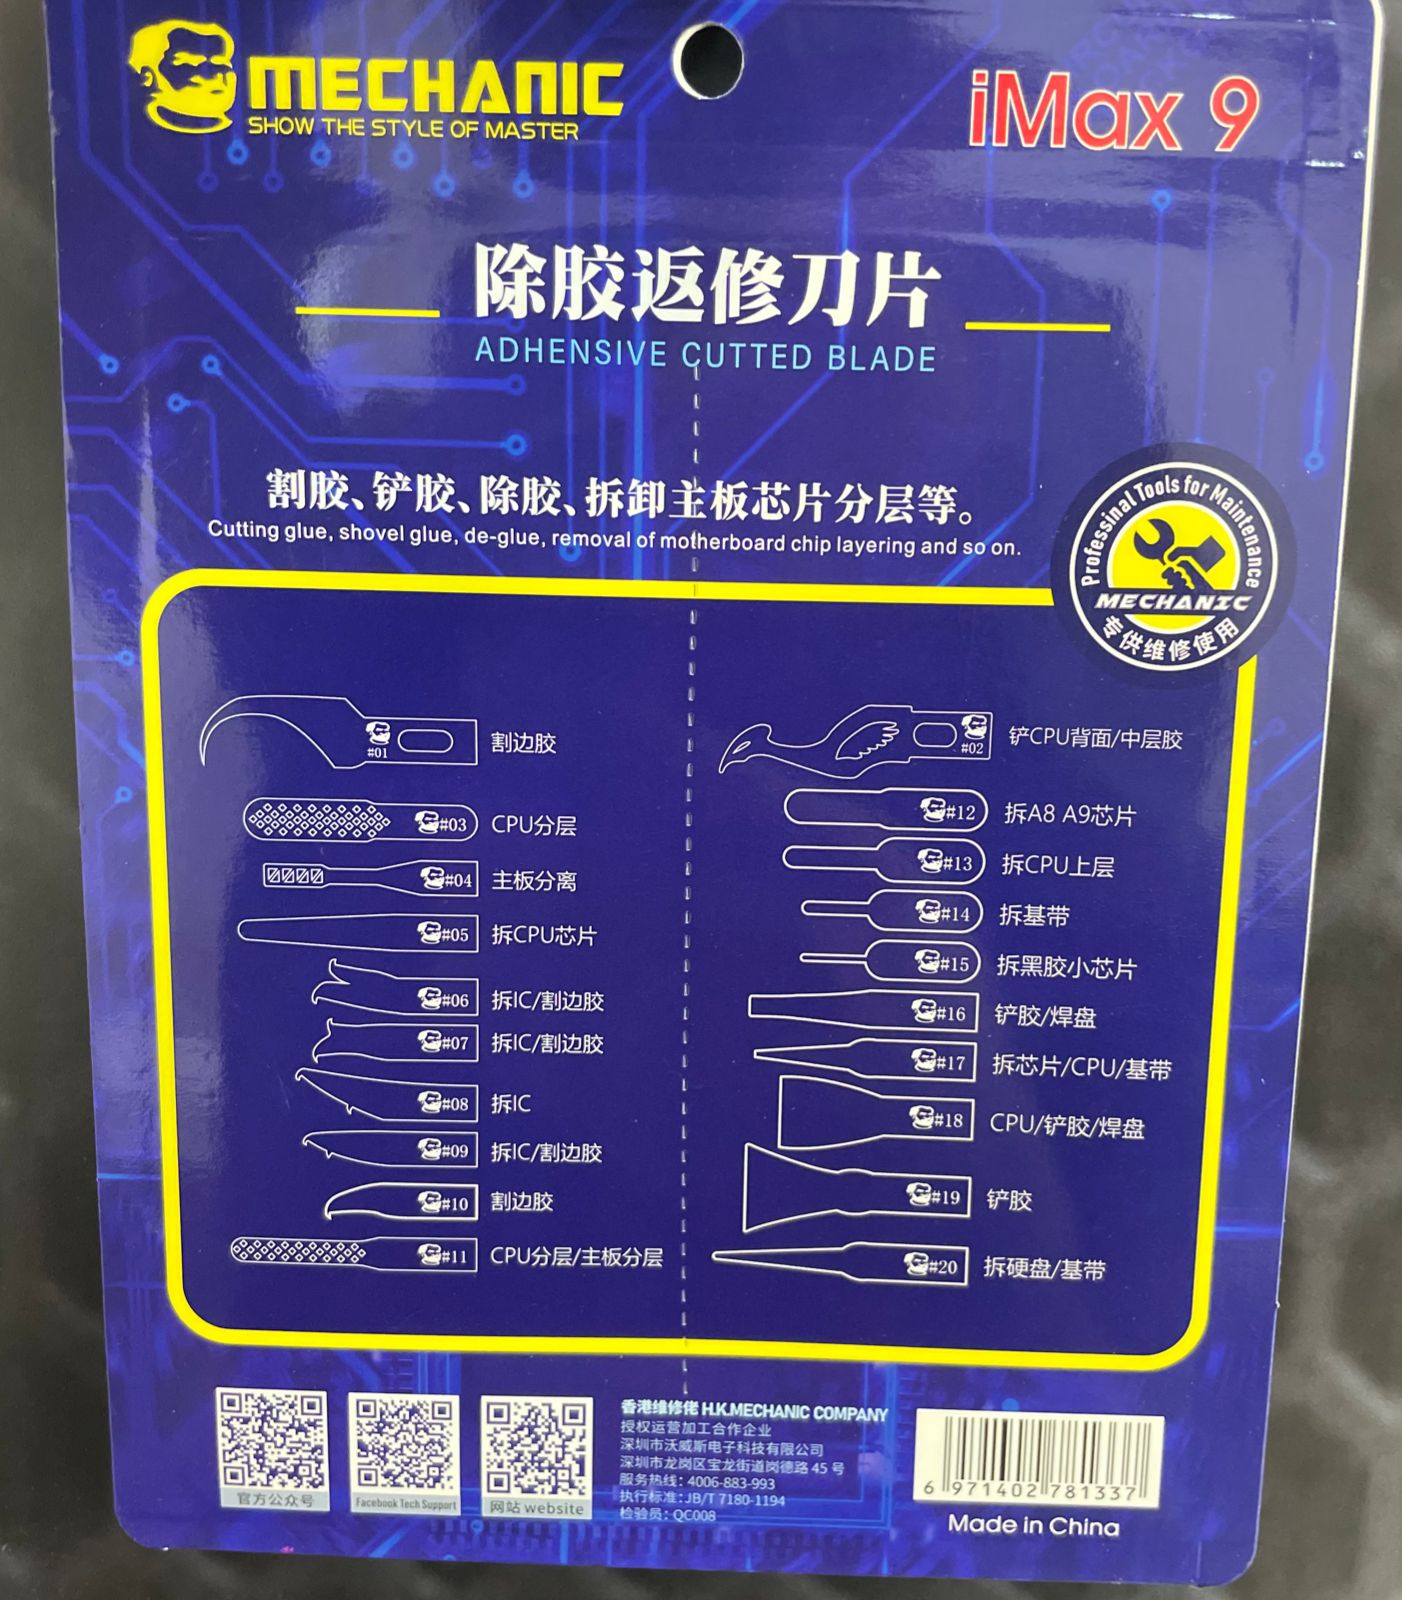 MECHANIC
SHOW THE STYLE OF MASTER
iMax 9
除胶返修刀片
ADHENSIVE CUTTED BLADE
割胶、铲胶、除胶、拆卸主板芯片分层等。
Cutting glue, shovel glue, de-glue, removal of motherboard chip layering and so on.
Professinal Tools for Maintenance
MECHANIC
专供维修使用
#01 割边胶
#03 CPU分层
#04 主板分离
#05 拆CPU芯片
#06 拆IC/割边胶
#07 拆IC/割边胶
#08 拆IC
#09 拆IC/割边胶
#10 割边胶
#11 CPU分层/主板分层
#02 铲CPU背面/中层胶
#12 拆A8 A9芯片
#13 拆CPU上层
#14 拆基带
#15 拆黑胶小芯片
#16 铲胶/焊盘
#17 拆芯片/CPU/基带
#18 CPU/铲胶/焊盘
#19 铲胶
#20 拆硬盘/基带
官方公众号
Facebook Tech Support
网站 website
香港维修佬 H.K.MECHANIC COMPANY
授权运营加工合作企业
深圳市沃威斯电子科技有限公司
深圳市龙岗区宝龙街道岗德路 45 号
服务热线: 4006-883-993
执行标准:JB/T 7180-1194
检验员: QC008
6 971402 781337
Made in China